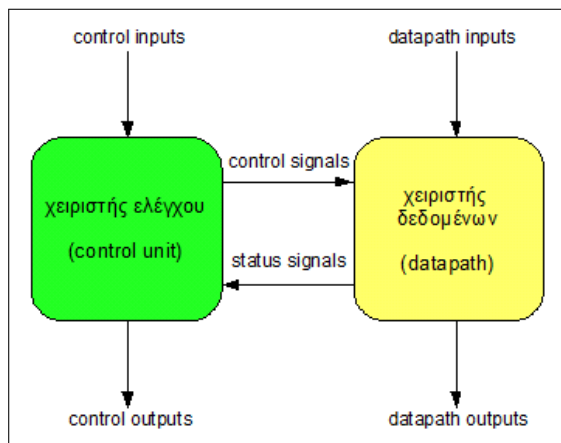 control inputs
datapath inputs
control signals
χειριστής ελέγχου
(control unit)
χειριστής
δεδομένων
(datapath)
status signals
control outputs
datapath outputs